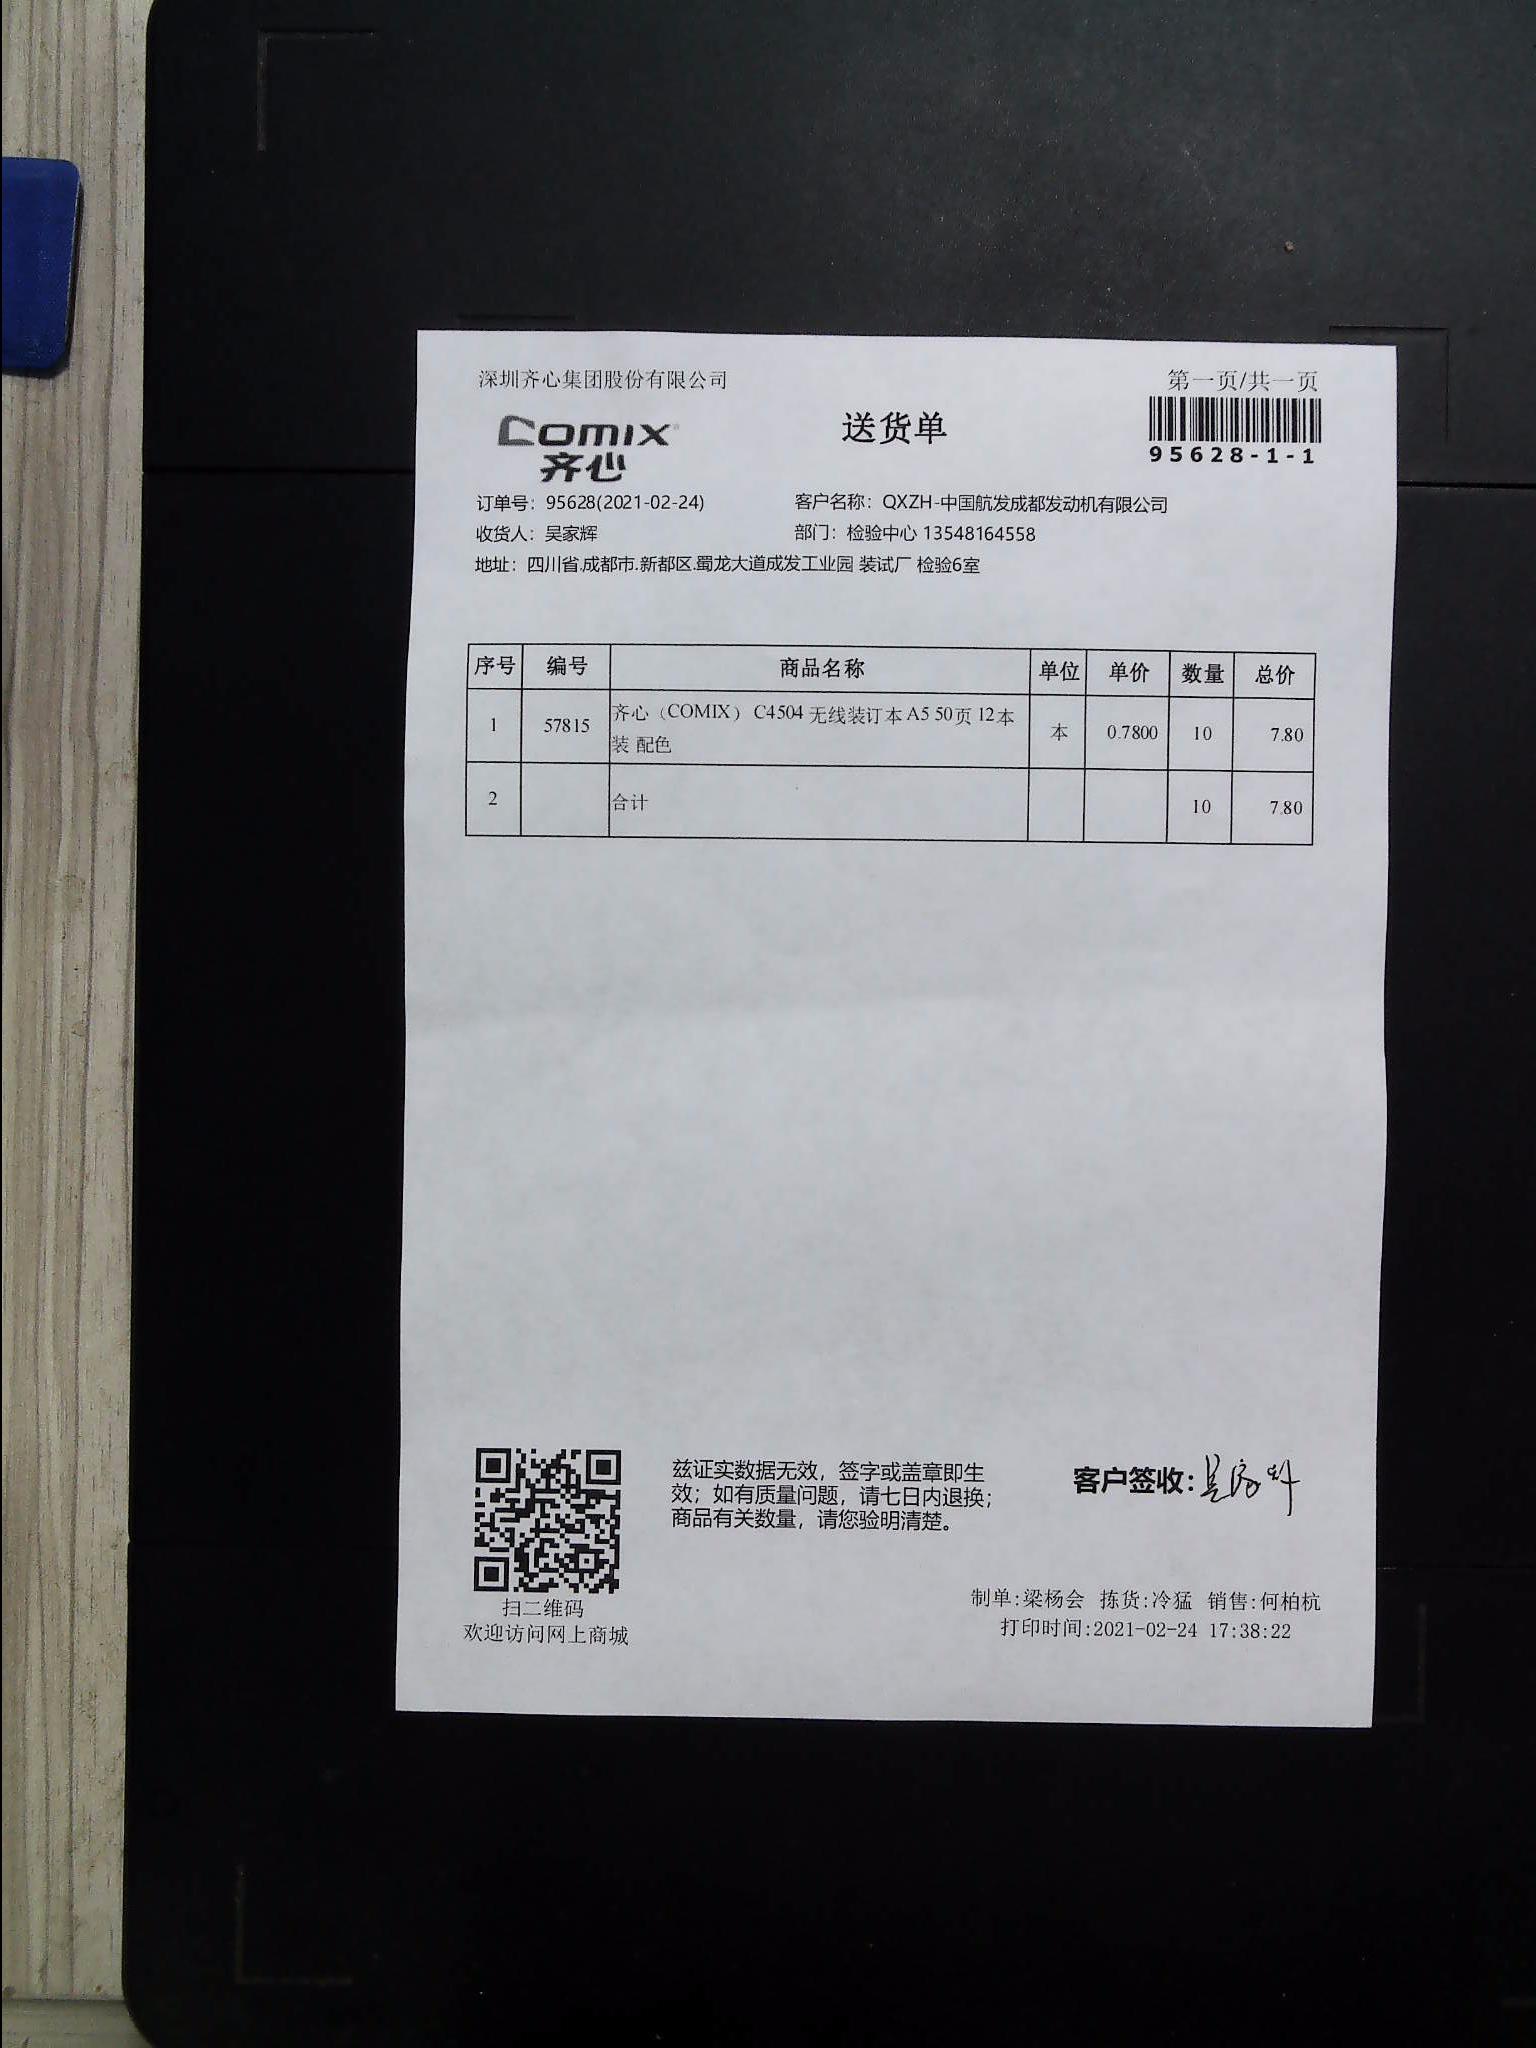 深圳齐心集团股份有限公司
第一页/共一页
COMIX
齐心
送货单
95628-1-1
订单号：95628(2021-02-24) 客户名称：QXZH-中国航发成都发动机有限公司
收货人：吴家辉 部门：检验中心 13548164558
地址：四川省.成都市.新都区.蜀龙大道成发工业园 装试厂 检验6室
序号 编号 商品名称 单位 单价 数量 总价
1 57815 齐心（COMIX） C4504 无线装订本 A5 50页 12本
装 配色 本 0.7800 10 7.80
2 合计 10 7.80
兹证实数据无效，签字或盖章即生
效；如有质量问题，请七日内退换；
商品有关数量，请您验明清楚。
客户签收：
扫二维码
欢迎访问网上商城
制单:梁杨会 拣货:冷猛 销售:何柏杭
打印时间:2021-02-24 17:38:22